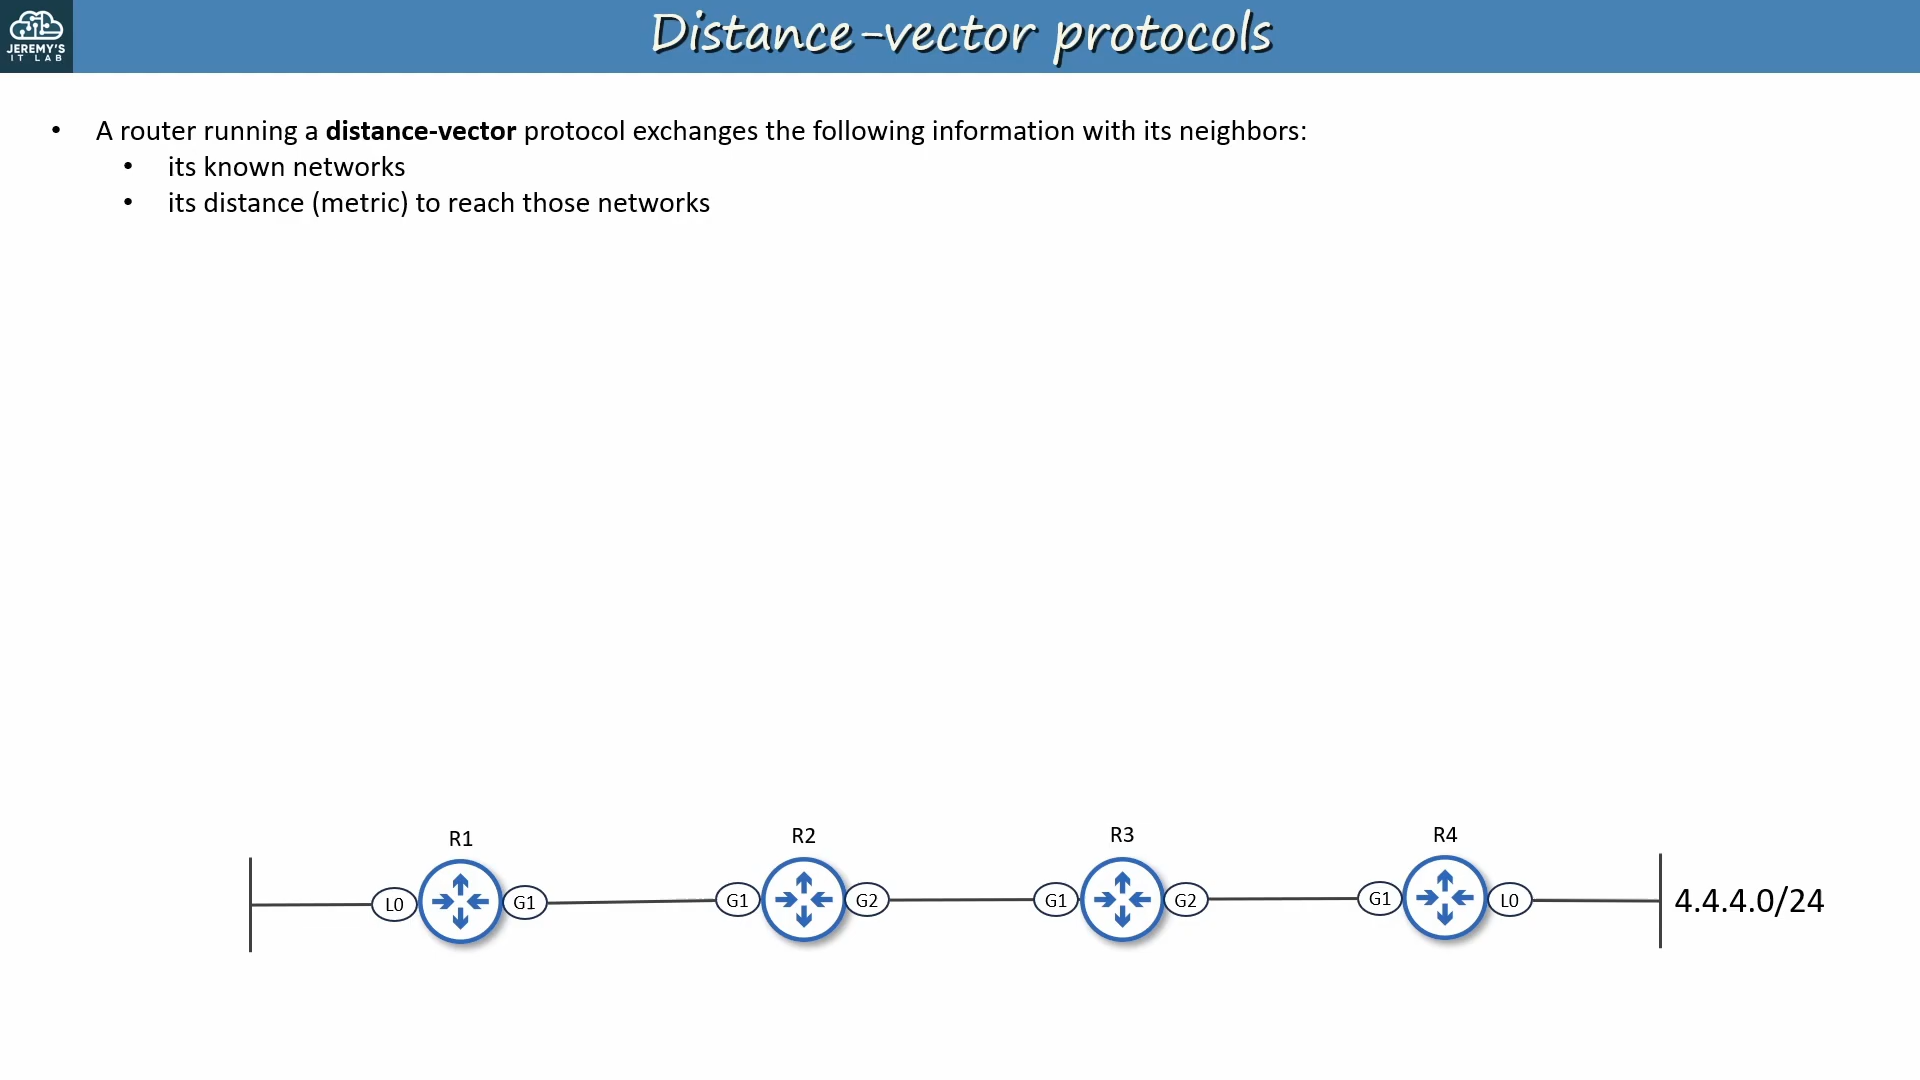 JEREMY'S
IT LAB
Distance-vector protocols
• A router running a distance-vector protocol exchanges the following information with its neighbors:
• its known networks
• its distance (metric) to reach those networks
R1
R2
R3
R4
L0
G1
G1
G2
G1
G2
G1
L0
4.4.4.0/24